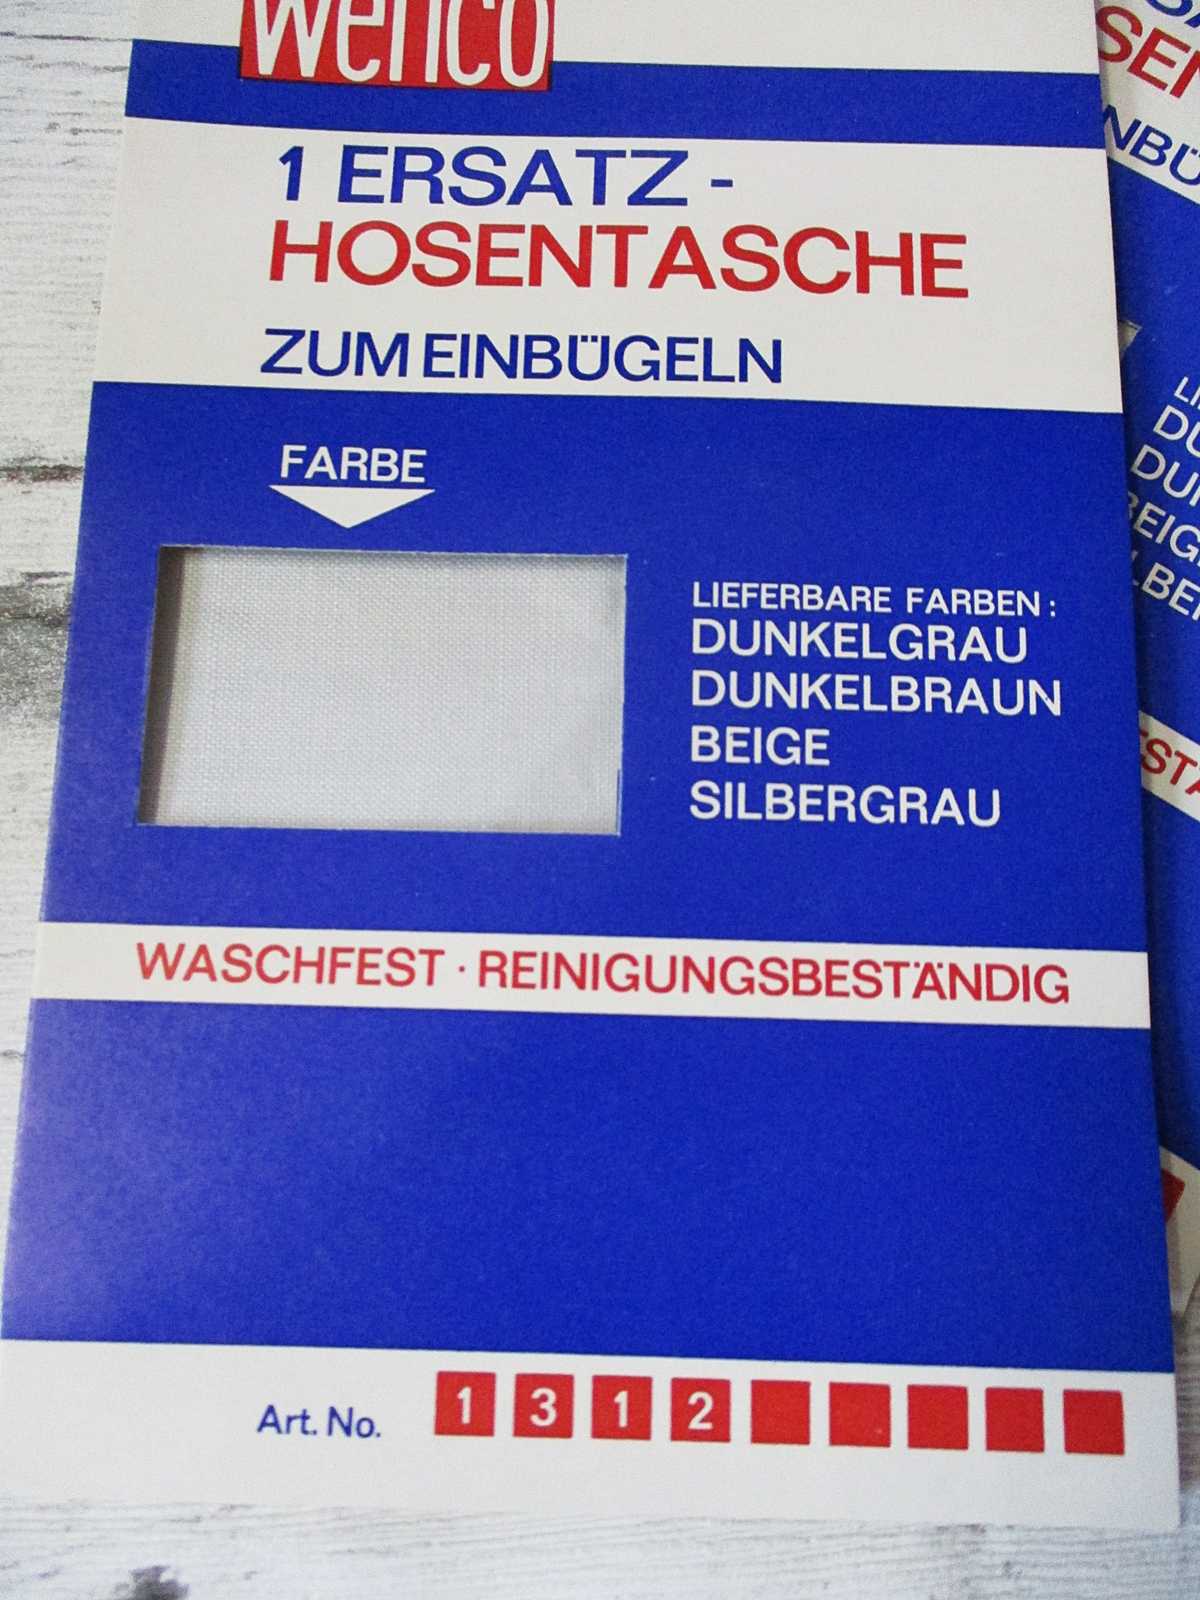 wenco
1 ERSATZ -
HOSENTASCHE
ZUM EINBÜGELN
FARBE
LIEFERBARE FARBEN :
DUNKELGRAU
DUNKELBRAUN
BEIGE
SILBERGRAU
WASCHFEST · REINIGUNGSBESTÄNDIG
Art. No. 1 3 1 2